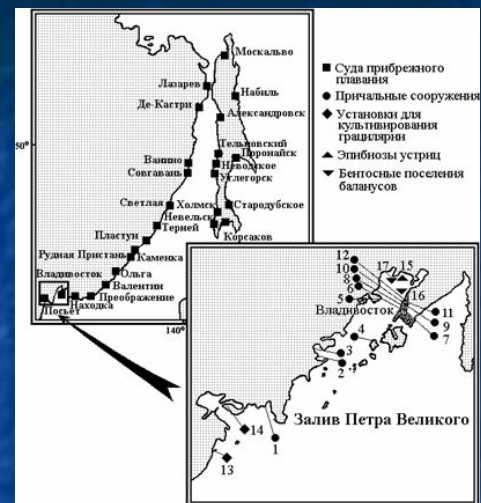 Москальво
Лазарев
Набиль
Де-Кастри
Александровск
50°
Тельновский
Поронайск
Ванино
Неводское
Совгавань
Углегорск
Светлая
Холмск
Стародубское
Невельск
Терней
Корсаков
Пластун
Рудная Пристань
Каменка
Владивосток
Ольга
Валентин
Преображение
Находка
Посьет
140°
Суда прибрежного
плавания
Причальные сооружения
Установки для
культивирования
грацилярии
Эпибиозы устриц
Бентосные поселения
баланусов
12
10
8
6
5
17
15
16
Владивосток
11
9
7
4
3
2
Залив Петра Великого
14
1
13